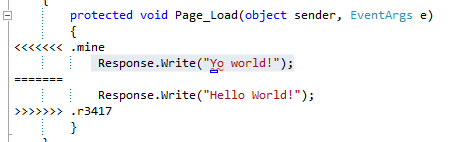 {
protected void Page_Load(object sender, EventArgs e)
{
<<<<<<< .mine
Response.Write("Yo world!");
=======
Response.Write("Hello World!");
>>>>>>> .r3417
}
}